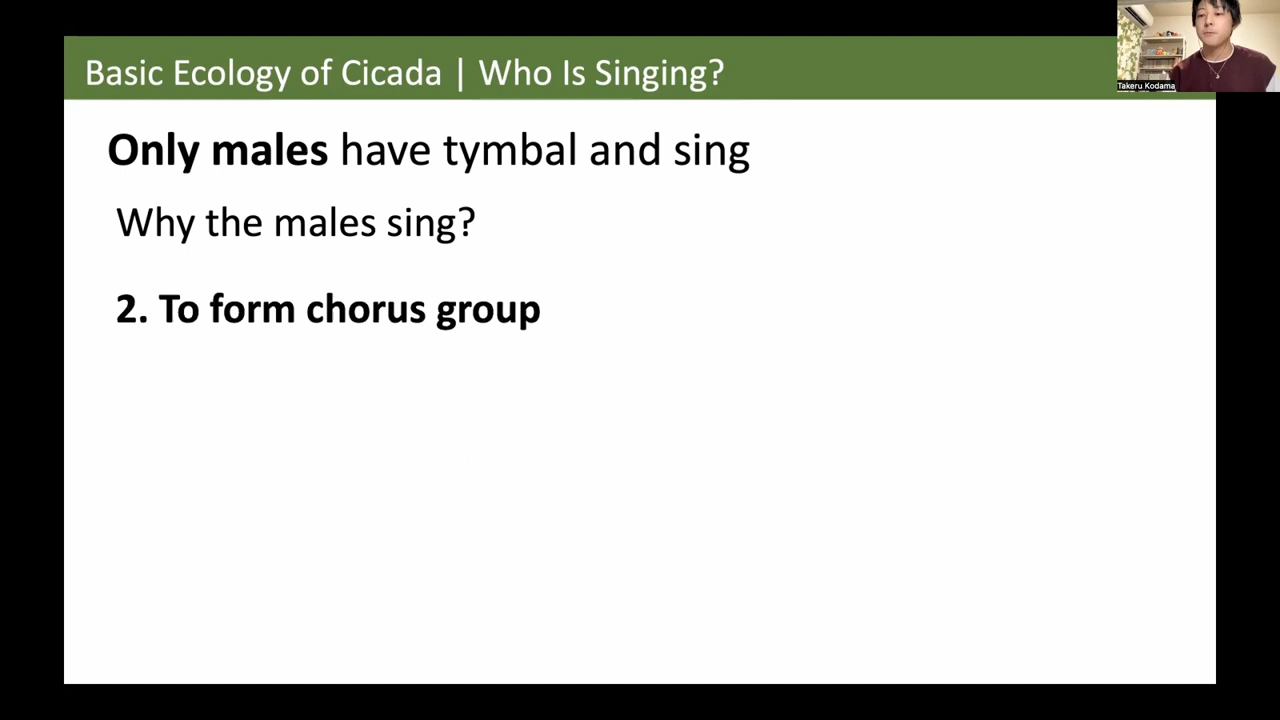 Basic Ecology of Cicada | Who Is Singing?
Takeru Kodama
Only males have tymbal and sing
Why the males sing?
2. To form chorus group